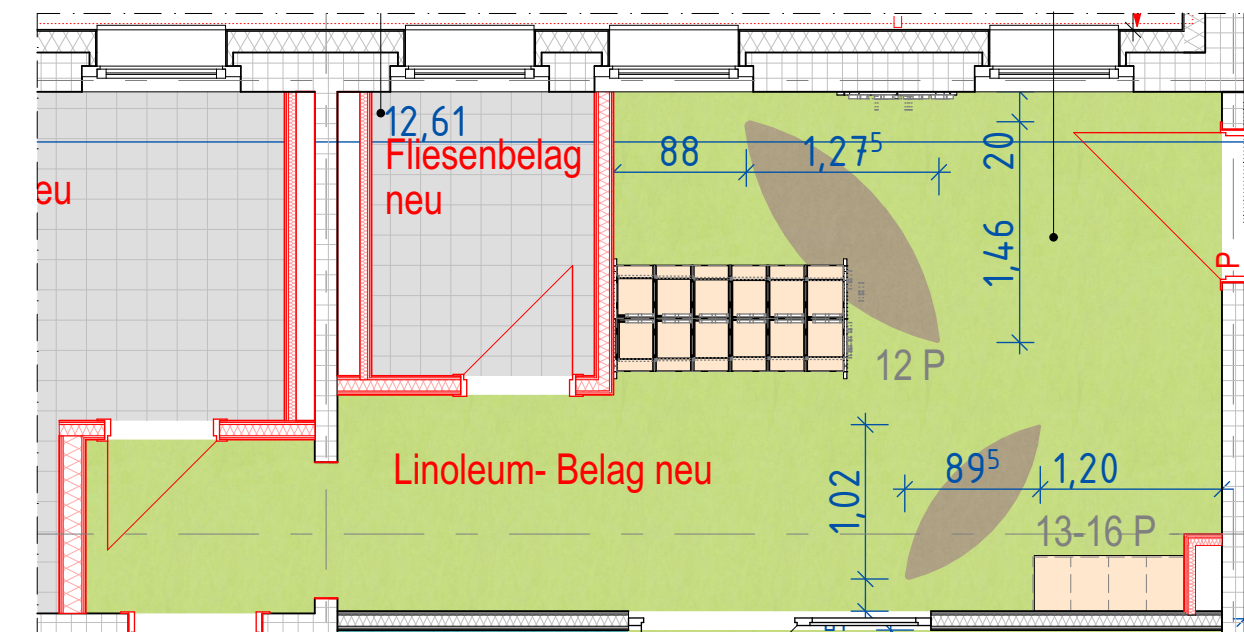 12,61
Fliesenbelag
neu
eu
88
1,27⁵
20
1,46
P
12 P
Linoleum- Belag neu
1,02
89⁵
1,20
13-16 P